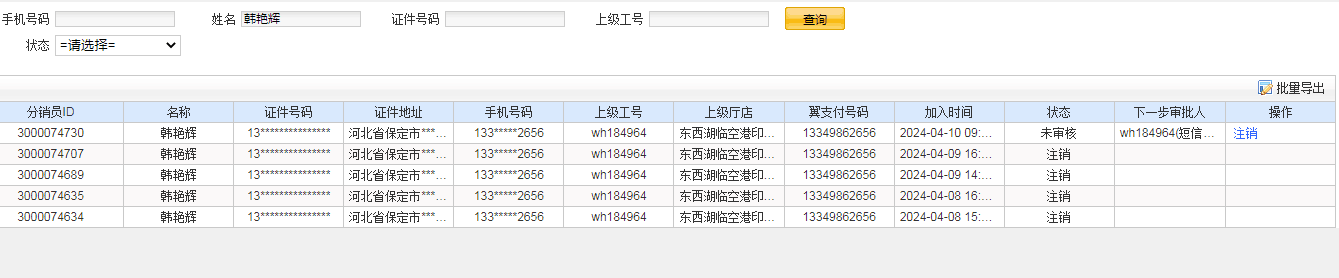 手机号码 姓名 韩艳辉 证件号码 上级工号 查询
状态 =请选择=
批量导出
分销员ID 名称 证件号码 证件地址 手机号码 上级工号 上级厅店 翼支付号码 加入时间 状态 下一步审批人 操作
3000074730 韩艳辉 13*************** 河北省保定市***... 133*****2656 wh184964 东西湖临空港印... 13349862656 2024-04-10 09:... 未审核 wh184964(短信... 注销
3000074707 韩艳辉 13*************** 河北省保定市***... 133*****2656 wh184964 东西湖临空港印... 13349862656 2024-04-09 16:... 注销
3000074689 韩艳辉 13*************** 河北省保定市***... 133*****2656 wh184964 东西湖临空港印... 13349862656 2024-04-09 14:... 注销
3000074635 韩艳辉 13*************** 河北省保定市***... 133*****2656 wh184964 东西湖临空港印... 13349862656 2024-04-08 16:... 注销
3000074634 韩艳辉 13*************** 河北省保定市***... 133*****2656 wh184964 东西湖临空港印... 13349862656 2024-04-08 15:... 注销